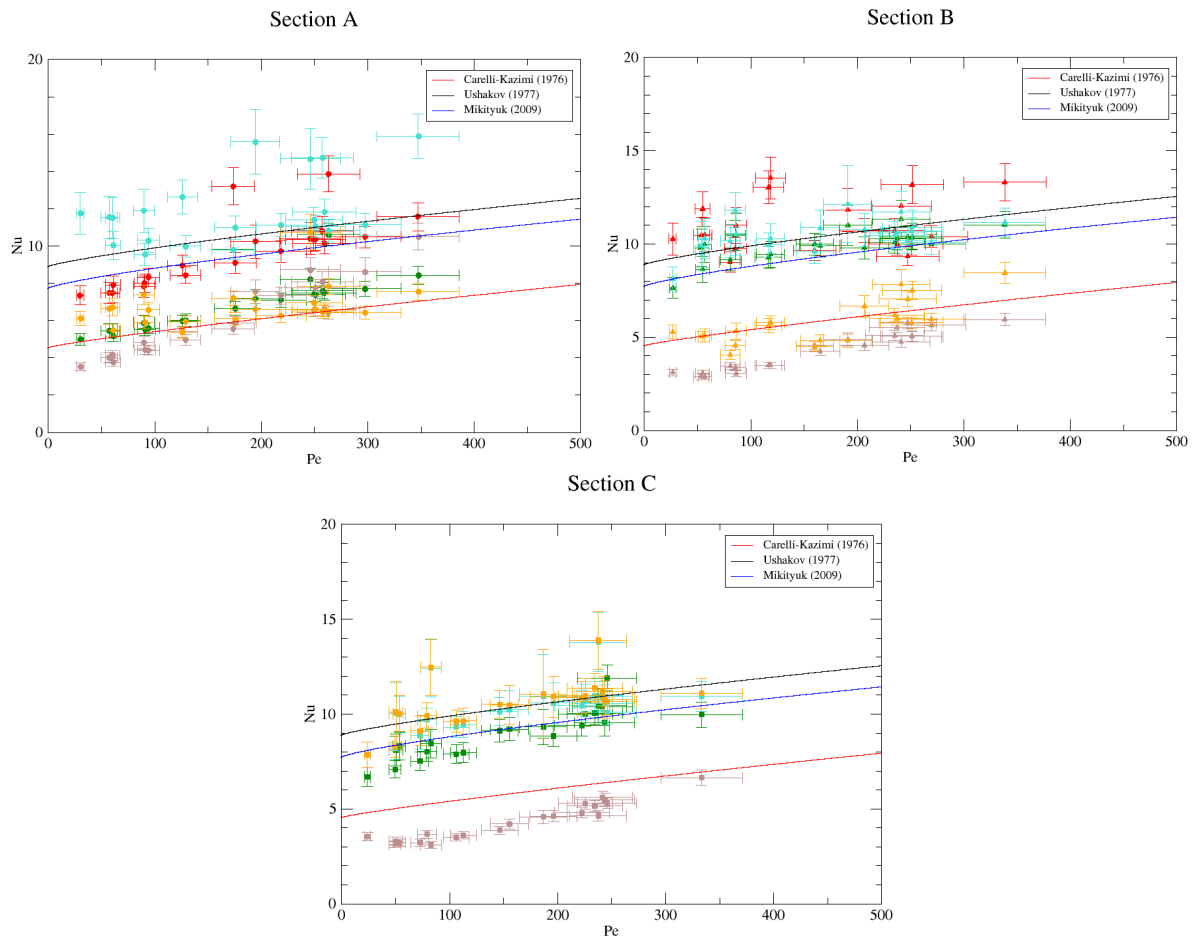 Section A
20
15
10
5
0
Nu
0 100 200 300 400 500
Pe
Carelli-Kazimi (1976)
Ushakov (1977)
Mikityuk (2009)
Section B
20
15
10
5
0
Nu
0 100 200 300 400 500
Pe
Carelli-Kazimi (1976)
Ushakov (1977)
Mikityuk (2009)
Section C
20
15
10
5
0
Nu
0 100 200 300 400 500
Pe
Carelli-Kazimi (1976)
Ushakov (1977)
Mikityuk (2009)